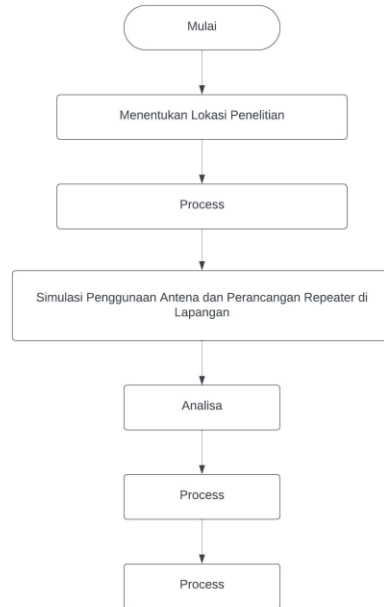 Mulai
Menentukan Lokasi Penelitian
Process
Simulasi Penggunaan Antena dan Perancangan Repeater di
Lapangan
Analisa
Process
Process